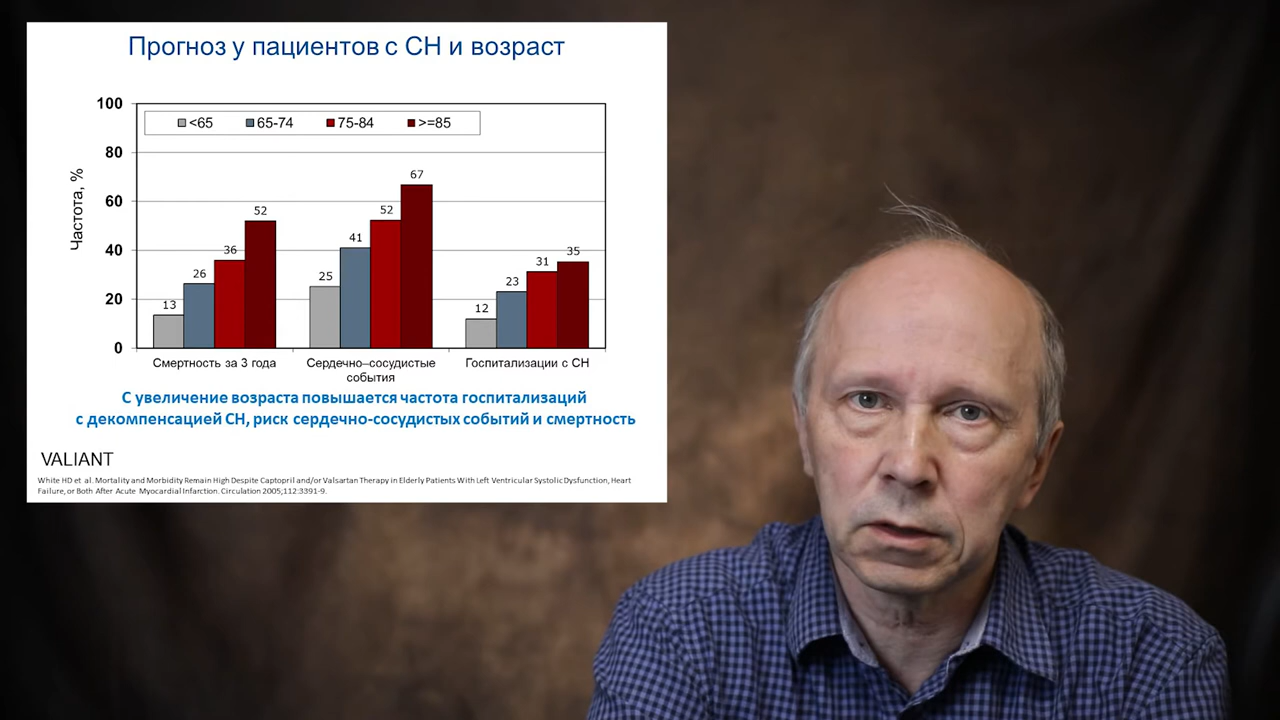 Прогноз у пациентов с СН и возраст
100
<65 65-74 75-84 >=85
80
60
40
20
0
Частота, %
13 26 36 52
25 41 52 67
12 23 31 35
Смертность за 3 года
Сердечно–сосудистые
события
Госпитализации с СН
С увеличение возраста повышается частота госпитализаций
с декомпенсацией СН, риск сердечно-сосудистых событий и смертность
VALIANT
White HD et al. Mortality and Morbidity Remain High Despite Captopril and/or Valsartan Therapy in Elderly Patients With Left Ventricular Systolic Dysfunction, Heart
Failure, or Both After Acute Myocardial Infarction. Circulation 2005;112:3391-9.